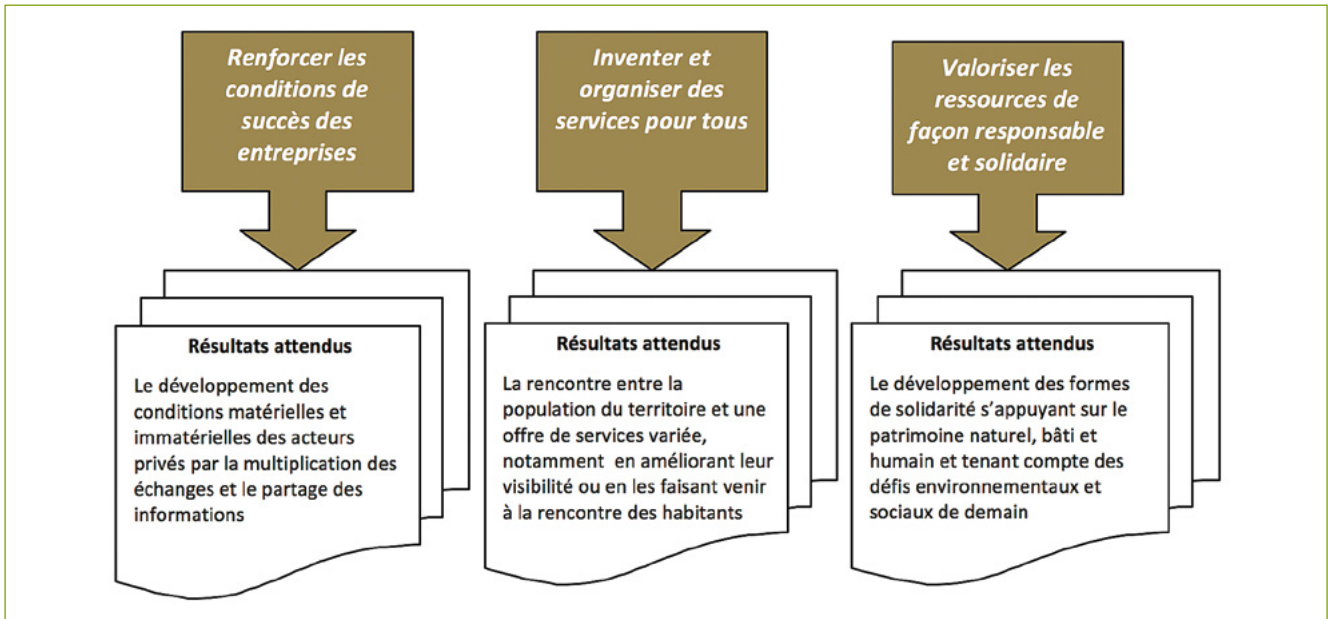 Renforcer les
conditions de
succès des
entreprises
Résultats attendus
Le développement des
conditions matérielles et
immatérielles des acteurs
privés par la multiplication des
échanges et le partage des
informations
Inventer et
organiser des
services pour tous
Résultats attendus
La rencontre entre la
population du territoire et une
offre de services variée,
notamment en améliorant leur
visibilité ou en les faisant venir
à la rencontre des habitants
Valoriser les
ressources de
façon responsable
et solidaire
Résultats attendus
Le développement des formes
de solidarité s'appuyant sur le
patrimoine naturel, bâti et
humain et tenant compte des
défis environnementaux et
sociaux de demain